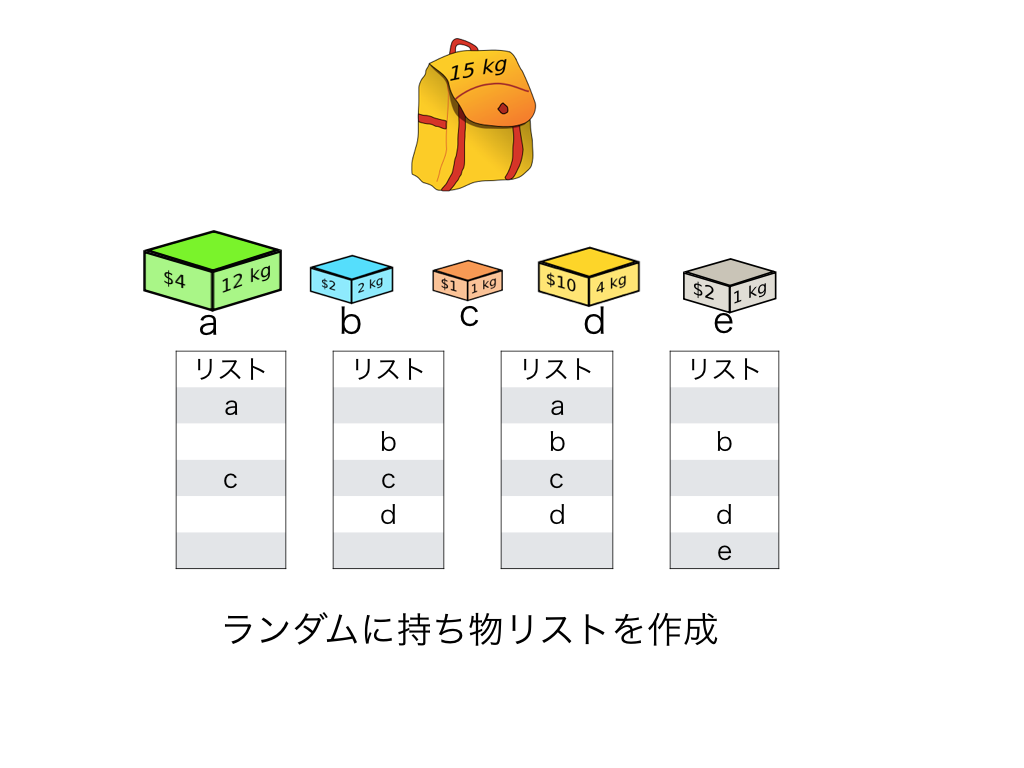 15 kg
$4 12 kg $2 2 kg $1 1 kg $10 4 kg $2 1 kg
a b c d e
リスト リスト リスト リスト
a a
b b b
c c c
d d d
e
ランダムに持ち物リストを作成